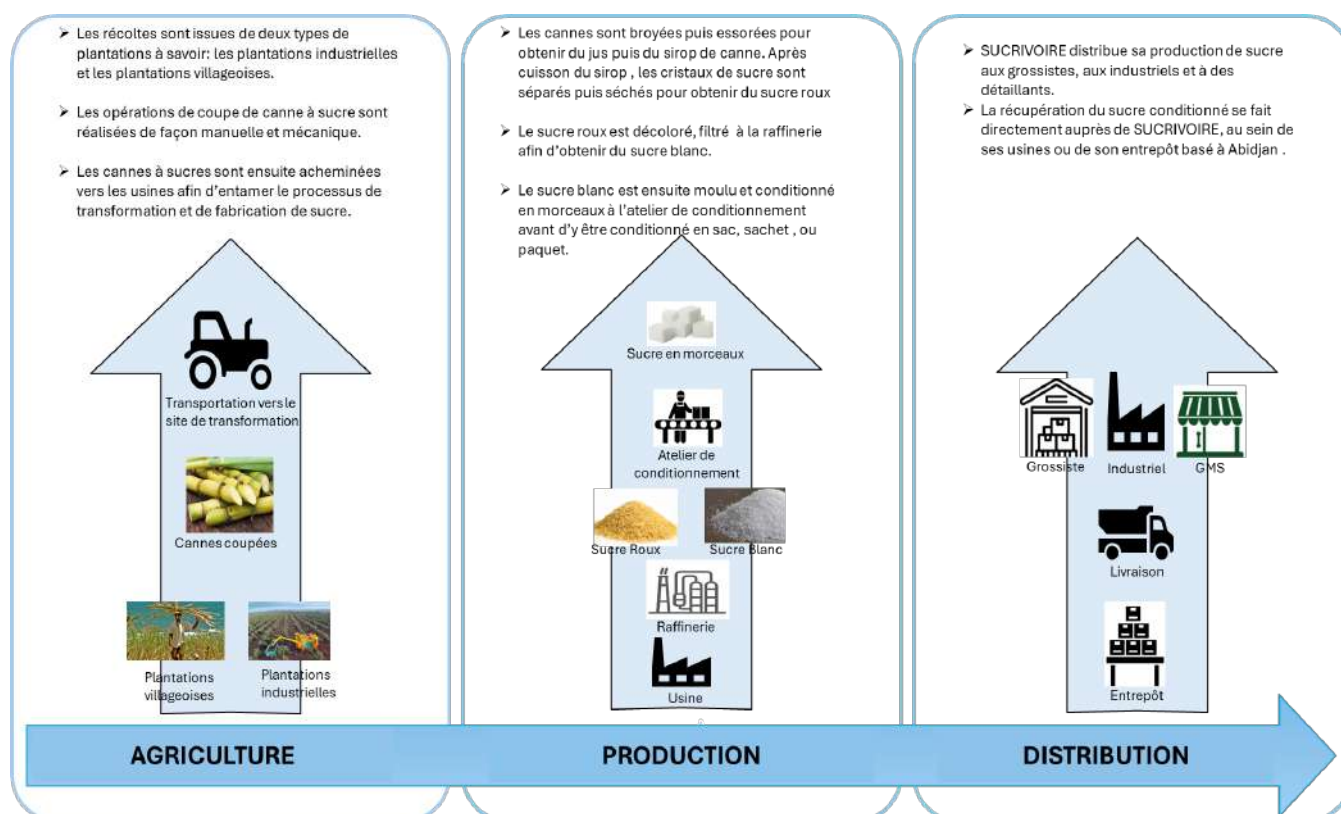 ➢ Les récoltes sont issues de deux types de
plantations à savoir: les plantations industrielles
et les plantations villageoises.
➢ Les opérations de coupe de canne à sucre sont
réalisées de façon manuelle et mécanique.
➢ Les cannes à sucres sont ensuite acheminées
vers les usines afin d'entamer le processus de
transformation et de fabrication de sucre.
Transportation vers le
site de transformation
Cannes coupées
Plantations
villageoises
Plantations
industrielles
AGRICULTURE
➢ Les cannes sont broyées puis essorées pour
obtenir du jus puis du sirop de canne. Après
cuisson du sirop , les cristaux de sucre sont
séparés puis séchés pour obtenir du sucre roux
➢ Le sucre roux est décoloré, filtré à la raffinerie
afin d'obtenir du sucre blanc.
➢ Le sucre blanc est ensuite moulu et conditionné
en morceaux à l'atelier de conditionnement
avant d'y être conditionné en sac, sachet , ou
paquet.
Sucre en morceaux
Atelier de
conditionnement
Sucre Roux
Sucre Blanc
Raffinerie
Usine
PRODUCTION
➢ SUCRIVOIRE distribue sa production de sucre
aux grossistes, aux industriels et à des
détaillants.
➢ La récupération du sucre conditionné se fait
directement auprès de SUCRIVOIRE, au sein de
ses usines ou de son entrepôt basé à Abidjan .
Grossiste
Industriel
GMS
Livraison
Entrepôt
DISTRIBUTION